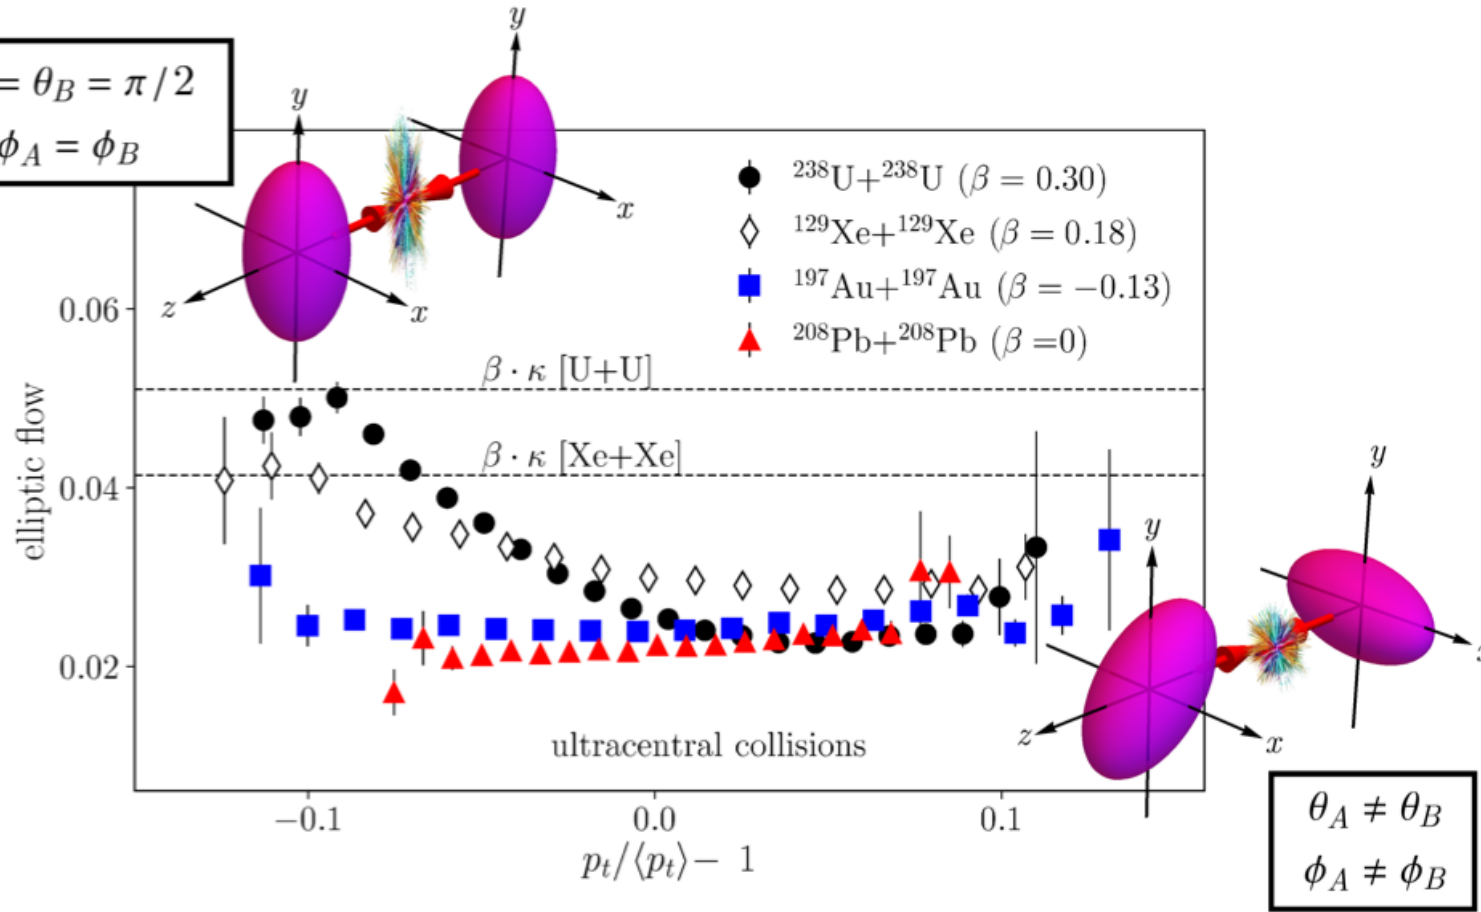 = θ_B = π/2
ϕ_A = ϕ_B
y
y
x
z
x
²³⁸U+²³⁸U (β = 0.30)
¹²⁹Xe+¹²⁹Xe (β = 0.18)
¹⁹⁷Au+¹⁹⁷Au (β = −0.13)
²⁰⁸Pb+²⁰⁸Pb (β =0)
0.06
0.04
0.02
elliptic flow
β · κ [U+U]
β · κ [Xe+Xe]
ultracentral collisions
y
y
z
x
−0.1
0.0
0.1
p_t/⟨p_t⟩− 1
θ_A ≠ θ_B
ϕ_A ≠ ϕ_B